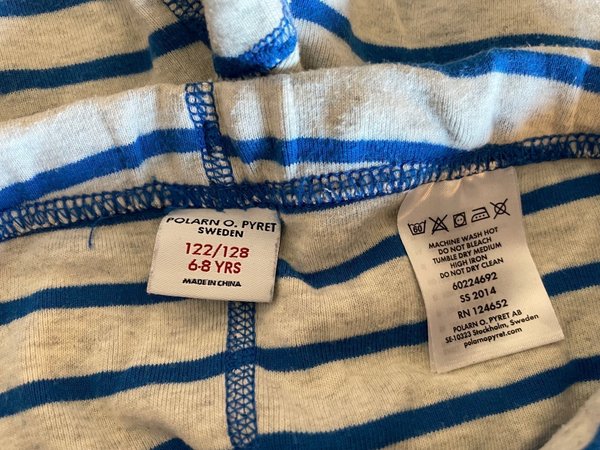 POLARN O. PYRET
SWEDEN
122/128
6-8 YRS
MADE IN CHINA
60
MACHINE WASH HOT
DO NOT BLEACH
TUMBLE DRY MEDIUM
HIGH IRON
DO NOT DRY CLEAN
60224692
SS 2014
RN 124652
POLARN O. PYRET AB
SE-10323 Stockholm, Sweden
polarnopyret.com